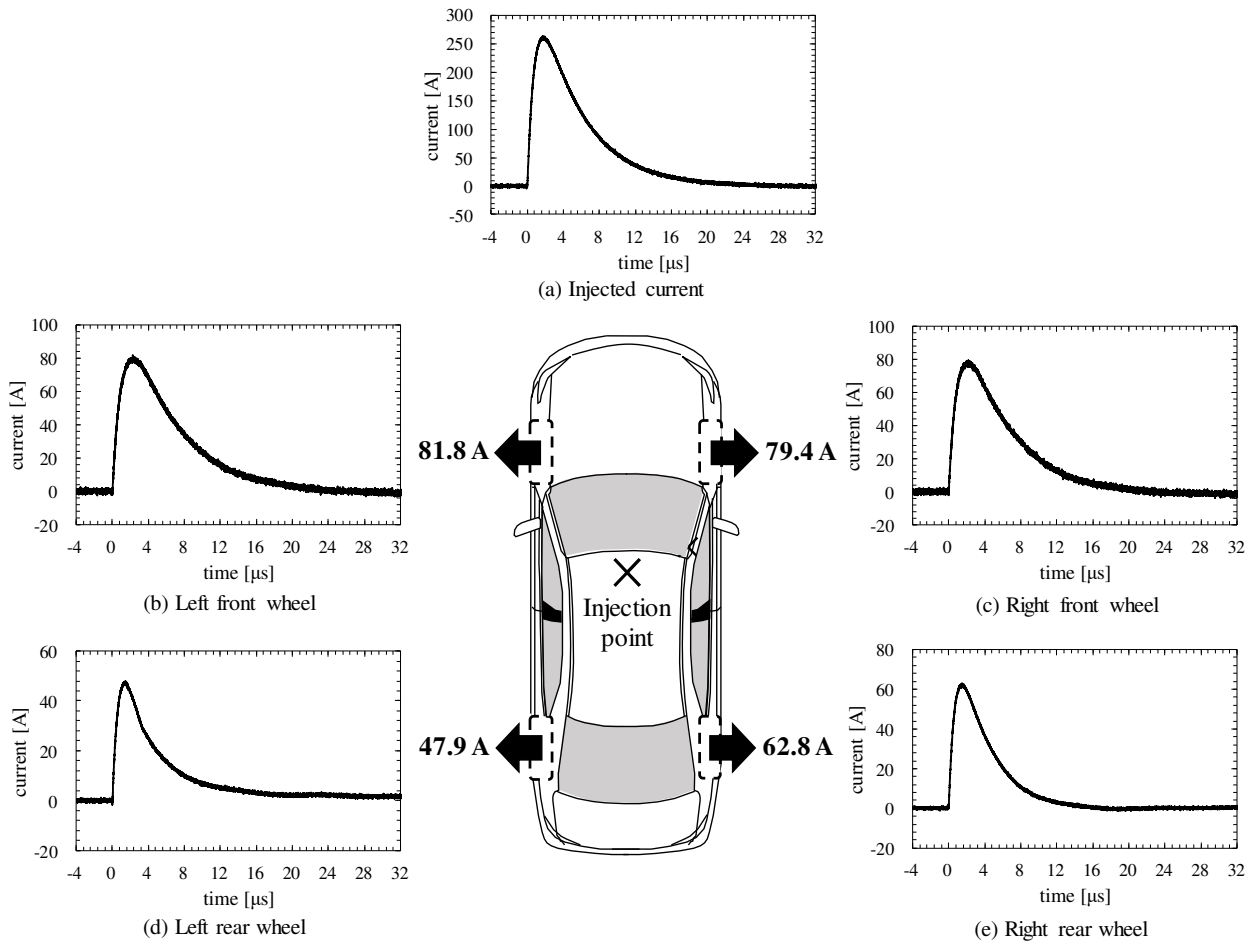 300
250
200
150
100
50
0
-50
current [A]
-4 0 4 8 12 16 20 24 28 32
time [μs]
(a) Injected current
100
80
60
40
20
0
-20
current [A]
-4 0 4 8 12 16 20 24 28 32
time [μs]
(b) Left front wheel
81.8 A
79.4 A
100
80
60
40
20
0
-20
current [A]
-4 0 4 8 12 16 20 24 28 32
time [μs]
(c) Right front wheel
Injection
point
60
40
20
0
-20
current [A]
-4 0 4 8 12 16 20 24 28 32
time [μs]
(d) Left rear wheel
47.9 A
62.8 A
80
60
40
20
0
-20
current [A]
-4 0 4 8 12 16 20 24 28 32
time [μs]
(e) Right rear wheel